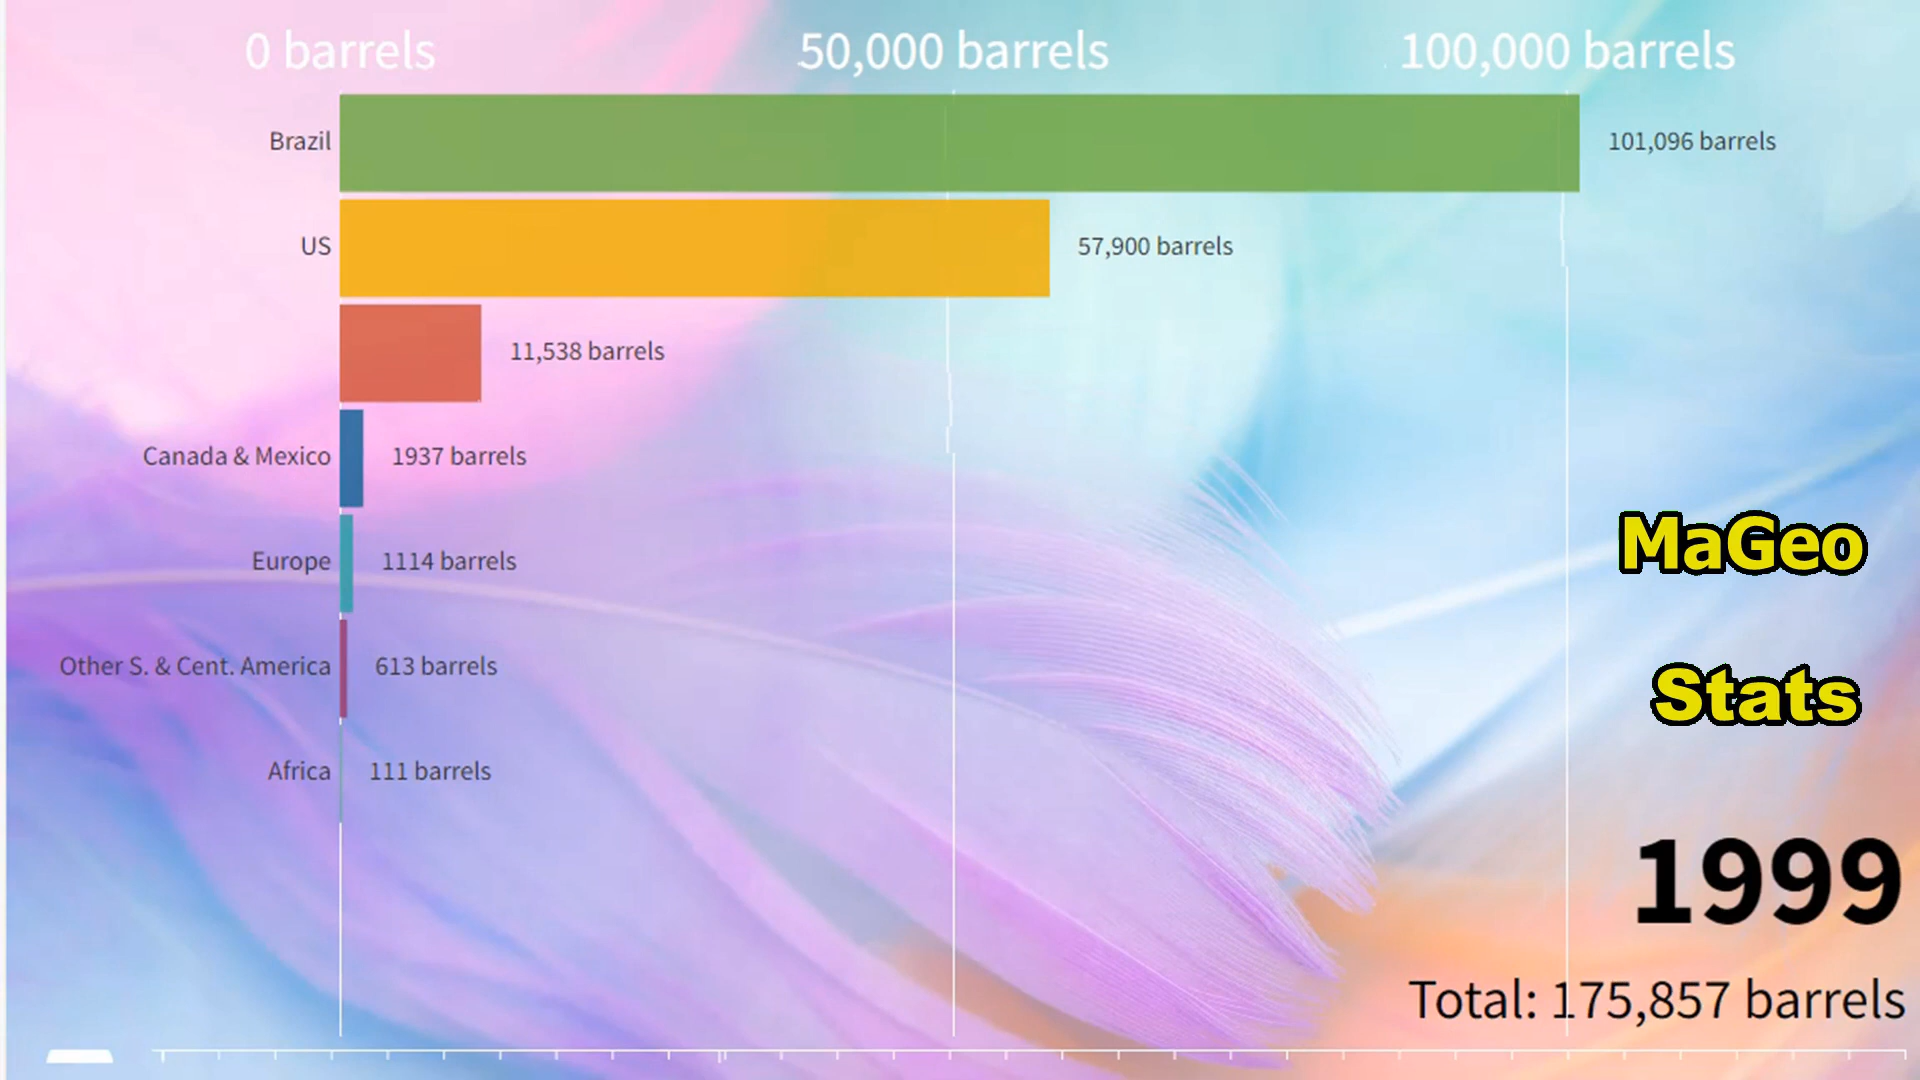 0 barrels 50,000 barrels 100,000 barrels
Brazil 101,096 barrels
US 57,900 barrels
11,538 barrels
Canada & Mexico 1937 barrels
Europe 1114 barrels
Other S. & Cent. America 613 barrels
Africa 111 barrels
MaGeo
Stats
1999
Total: 175,857 barrels